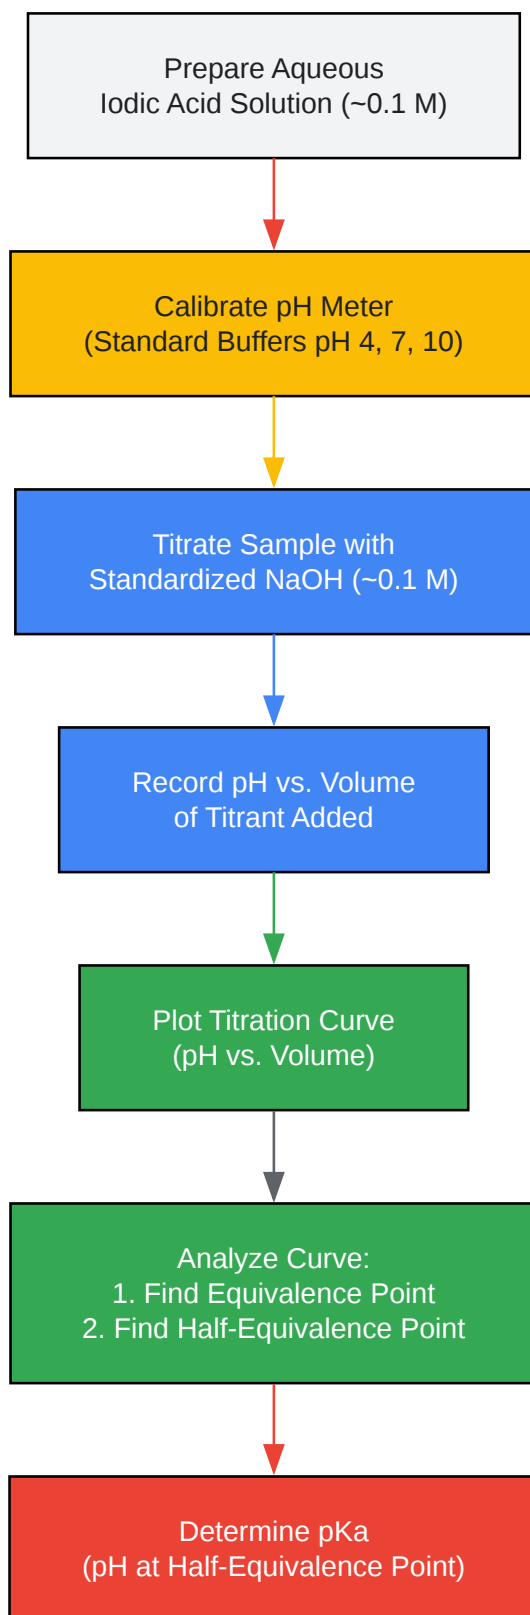 Prepare Aqueous
Iodic Acid Solution (~0.1 M)
Calibrate pH Meter
(Standard Buffers pH 4, 7, 10)
Titrate Sample with
Standardized NaOH (~0.1 M)
Record pH vs. Volume
of Titrant Added
Plot Titration Curve
(pH vs. Volume)
Analyze Curve:
1. Find Equivalence Point
2. Find Half-Equivalence Point
Determine pKa
(pH at Half-Equivalence Point)